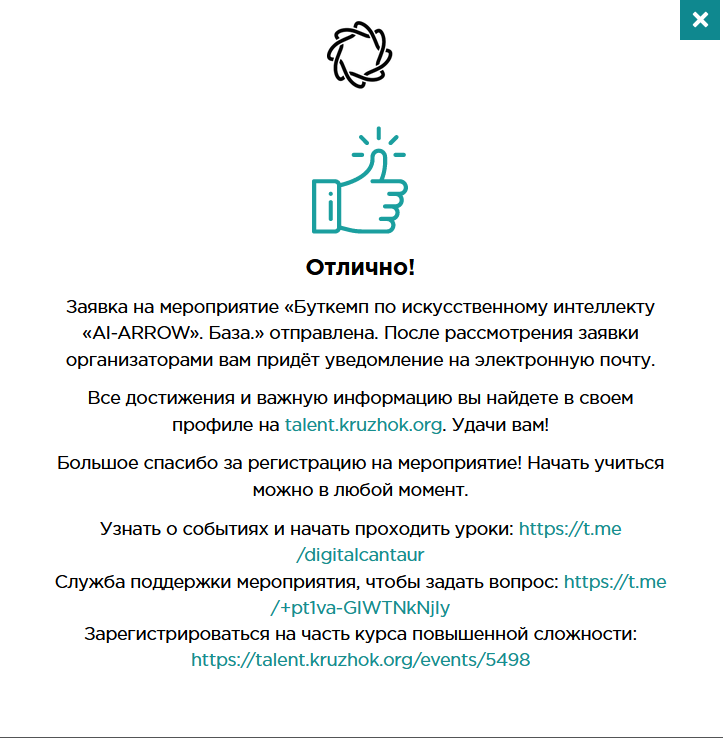 Отлично!
Заявка на мероприятие «Буткемп по искусственному интеллекту
«AI-ARROW». База.» отправлена. После рассмотрения заявки
организаторами вам придёт уведомление на электронную почту.
Все достижения и важную информацию вы найдете в своем
профиле на talent.kruzhok.org. Удачи вам!
Большое спасибо за регистрацию на мероприятие! Начать учиться
можно в любой момент.
Узнать о событиях и начать проходить уроки: https://t.me
/digitalcantaur
Служба поддержки мероприятия, чтобы задать вопрос: https://t.me
/+pt1va-GIWTNkNjIy
Зарегистрироваться на часть курса повышенной сложности:
https://talent.kruzhok.org/events/5498